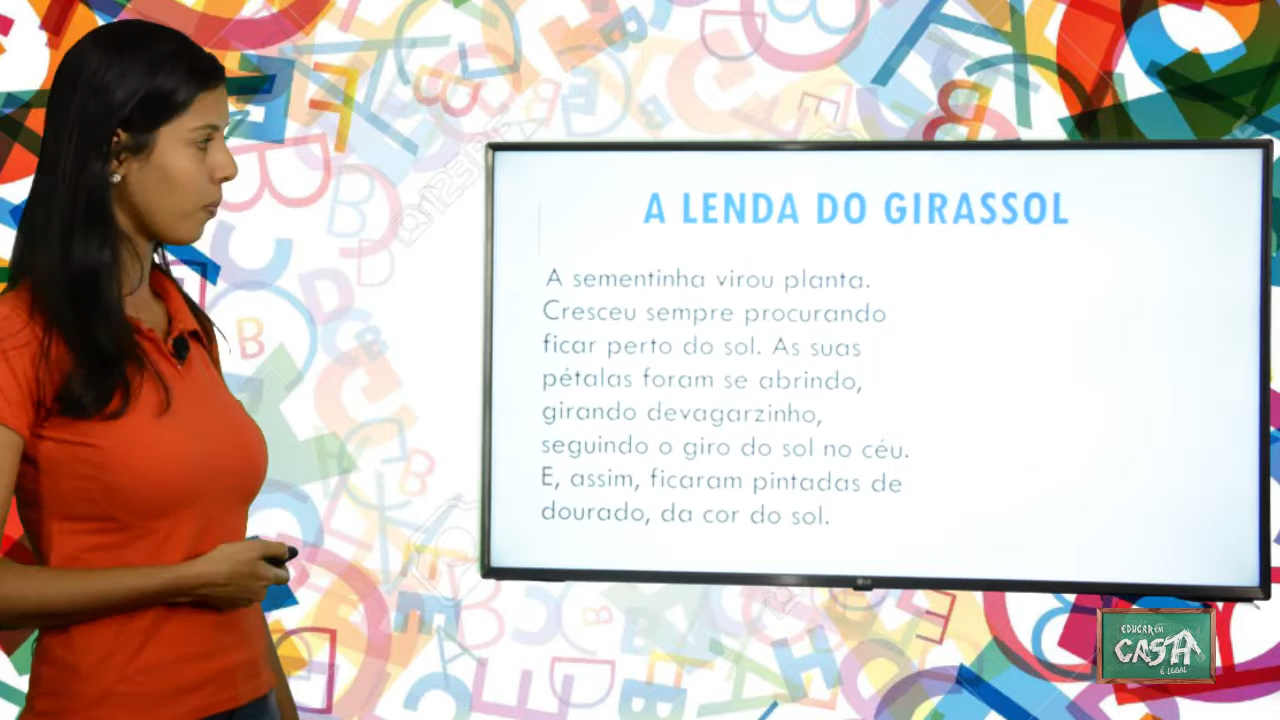 A LENDA DO GIRASSOL
A sementinha virou planta.
Cresceu sempre procurando
ficar perto do sol. As suas
pétalas foram se abrindo,
girando devagarzinho,
seguindo o giro do sol no céu.
E, assim, ficaram pintadas de
dourado, da cor do sol.
LG
EDUCAR EM
CASA
É LEGAL